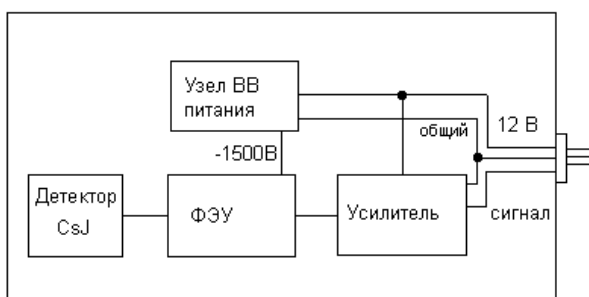 Узел ВВ
питания
общий
12 В
-1500В
Детектор
CsJ
ФЭУ
Усилитель
сигнал